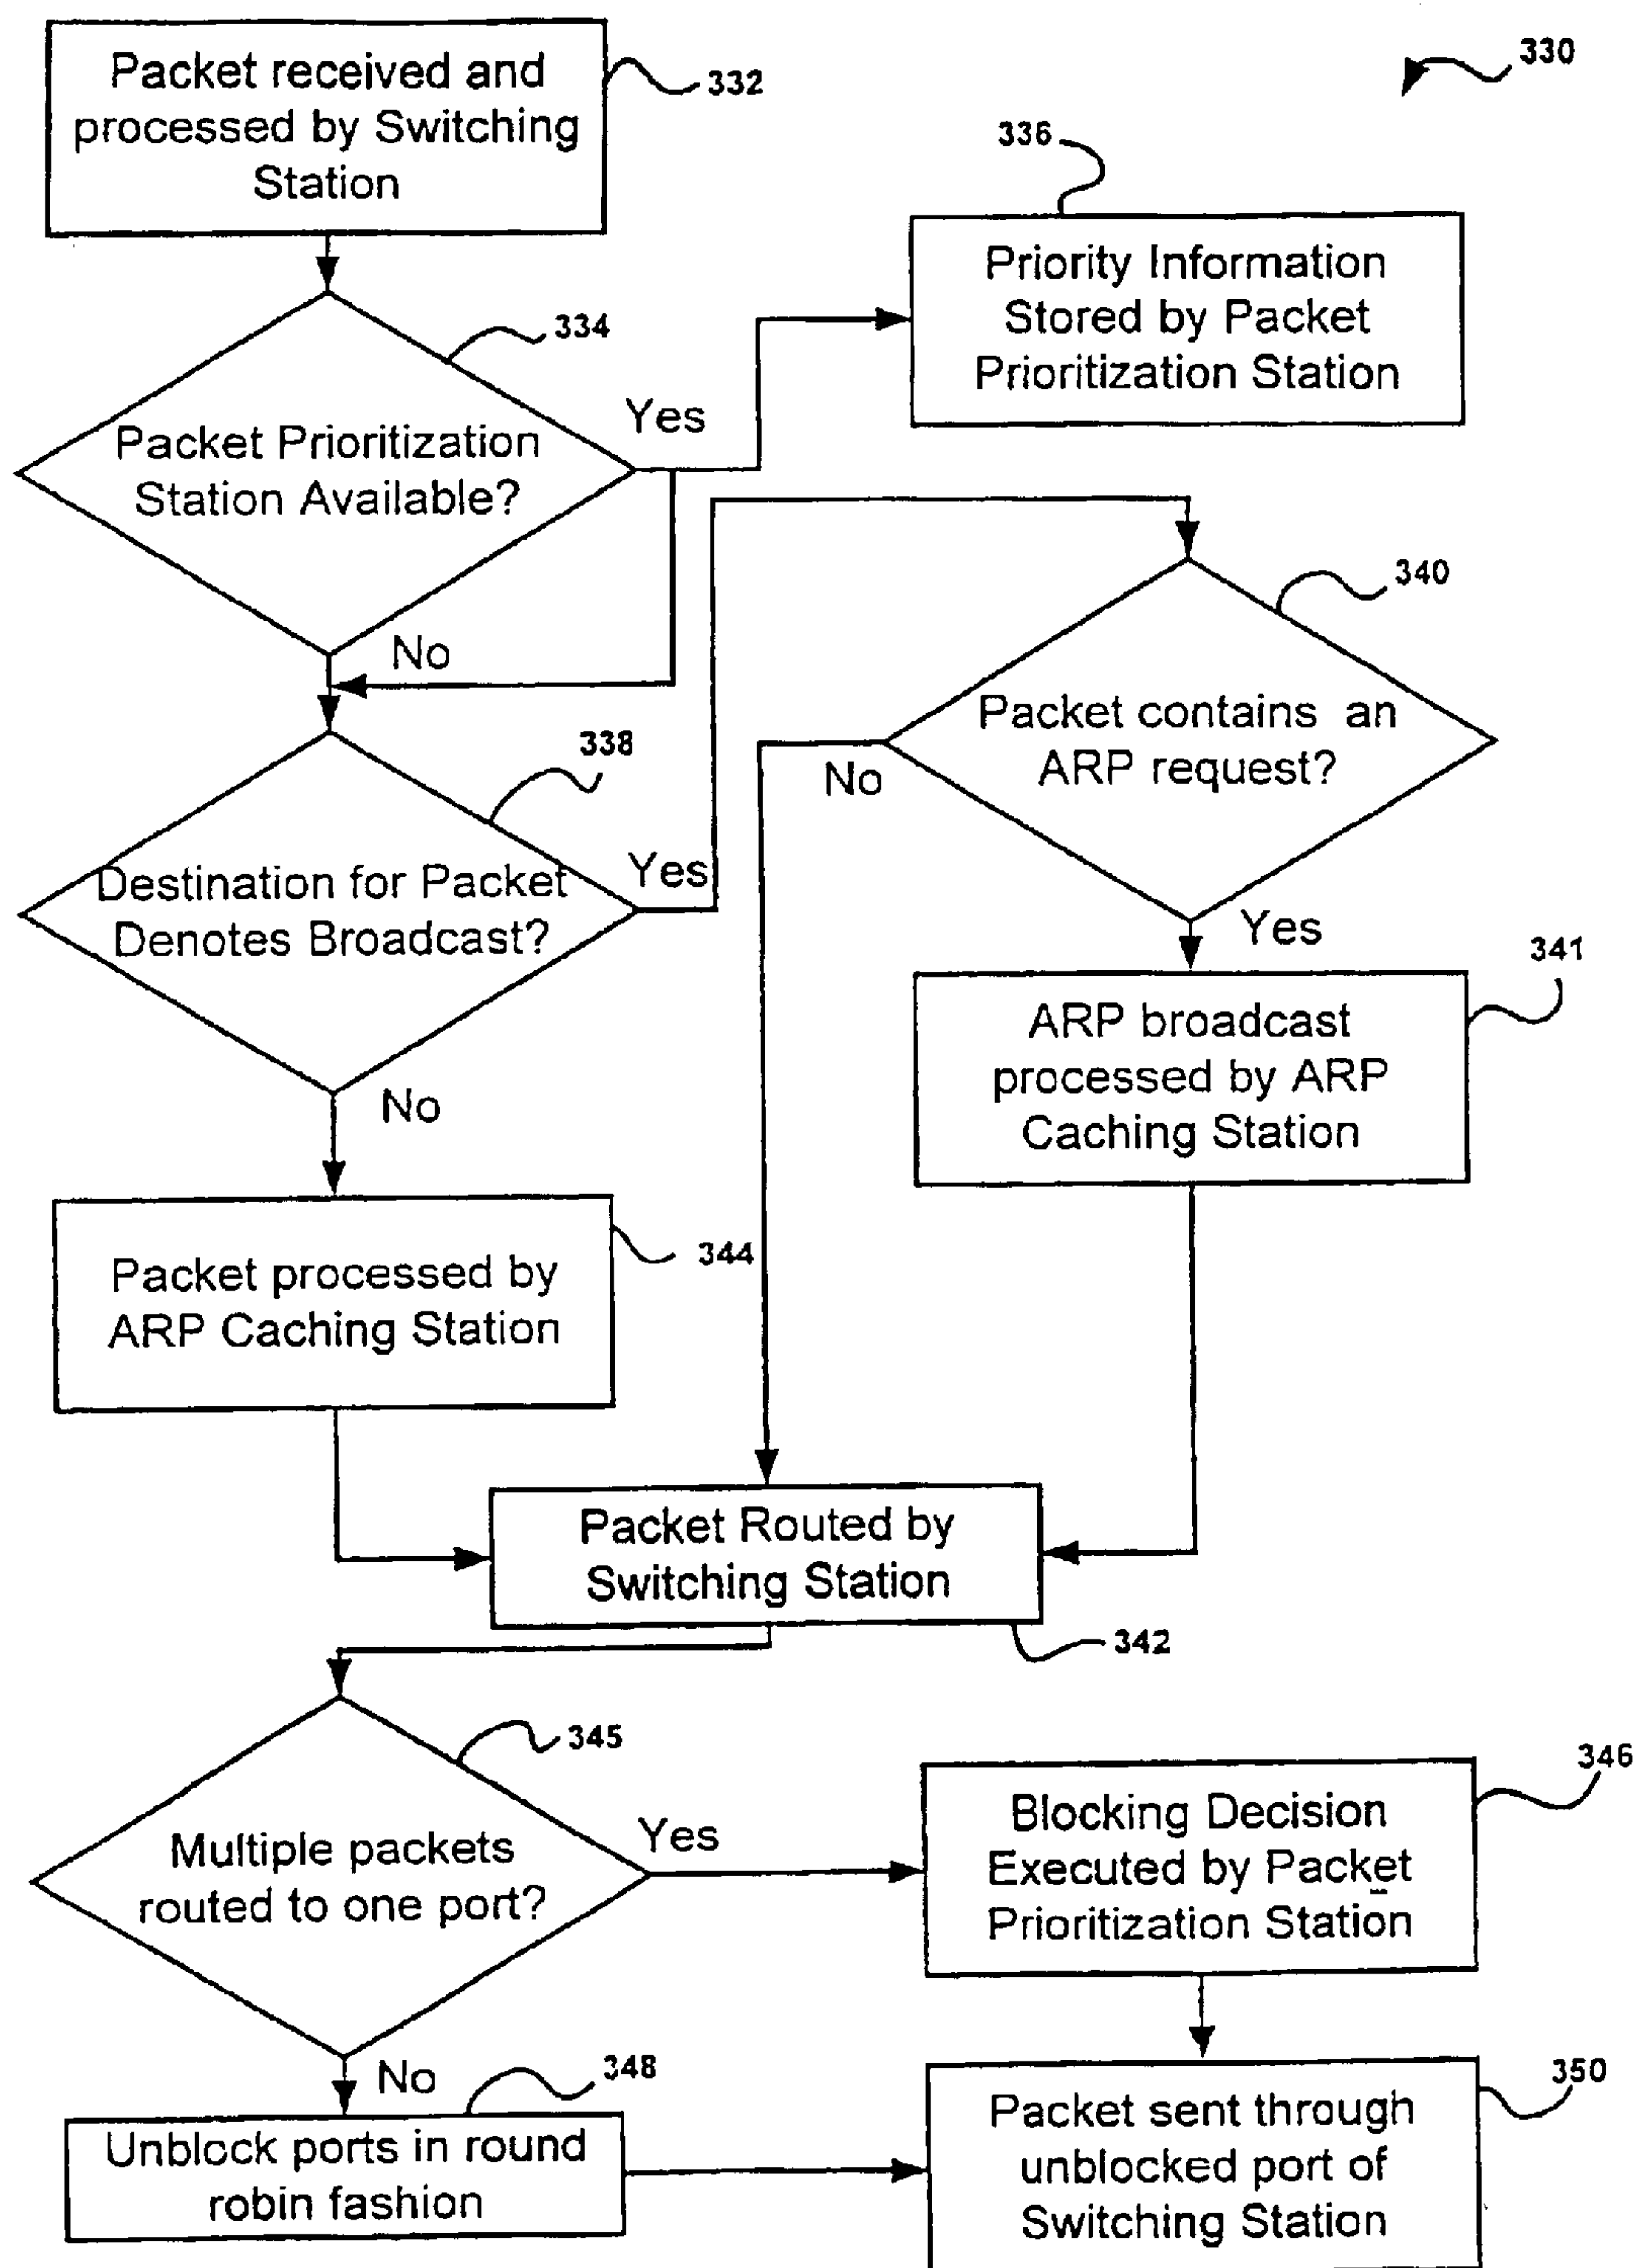 Packet received and
processed by Switching
Station
332
330
336
Priority Information
Stored by Packet
Prioritization Station
334
Packet Prioritization
Station Available?
Yes
No
340
Packet contains an
ARP request?
No
Yes
338
Destination for Packet
Denotes Broadcast?
Yes
No
341
ARP broadcast
processed by ARP
Caching Station
344
Packet processed by
ARP Caching Station
Packet Routed by
Switching Station
342
345
Multiple packets
routed to one port?
Yes
No
346
Blocking Decision
Executed by Packet
Prioritization Station
348
Unblock ports in round
robin fashion
350
Packet sent through
unblocked port of
Switching Station